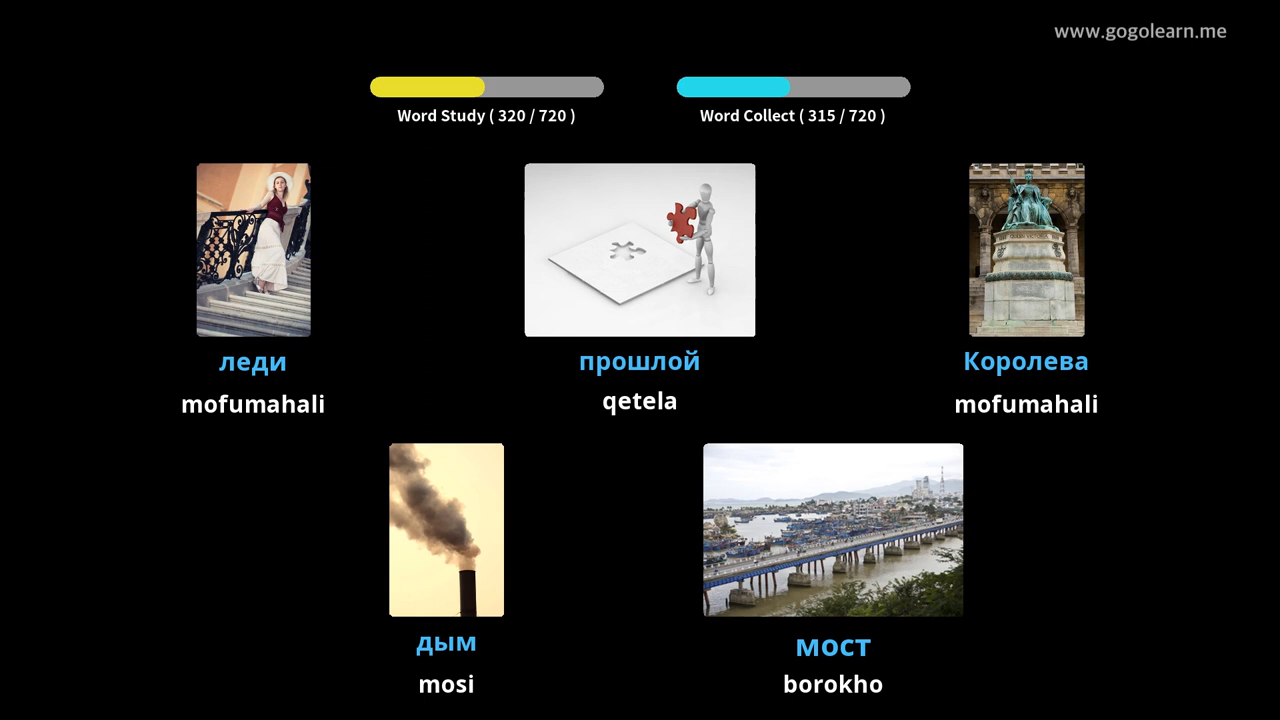 www.gogolearn.me
Word Study ( 320 / 720 )
Word Collect ( 315 / 720 )
леди
прошлой
Королева
mofumahali
qetela
mofumahali
дым
мост
mosi
borokho